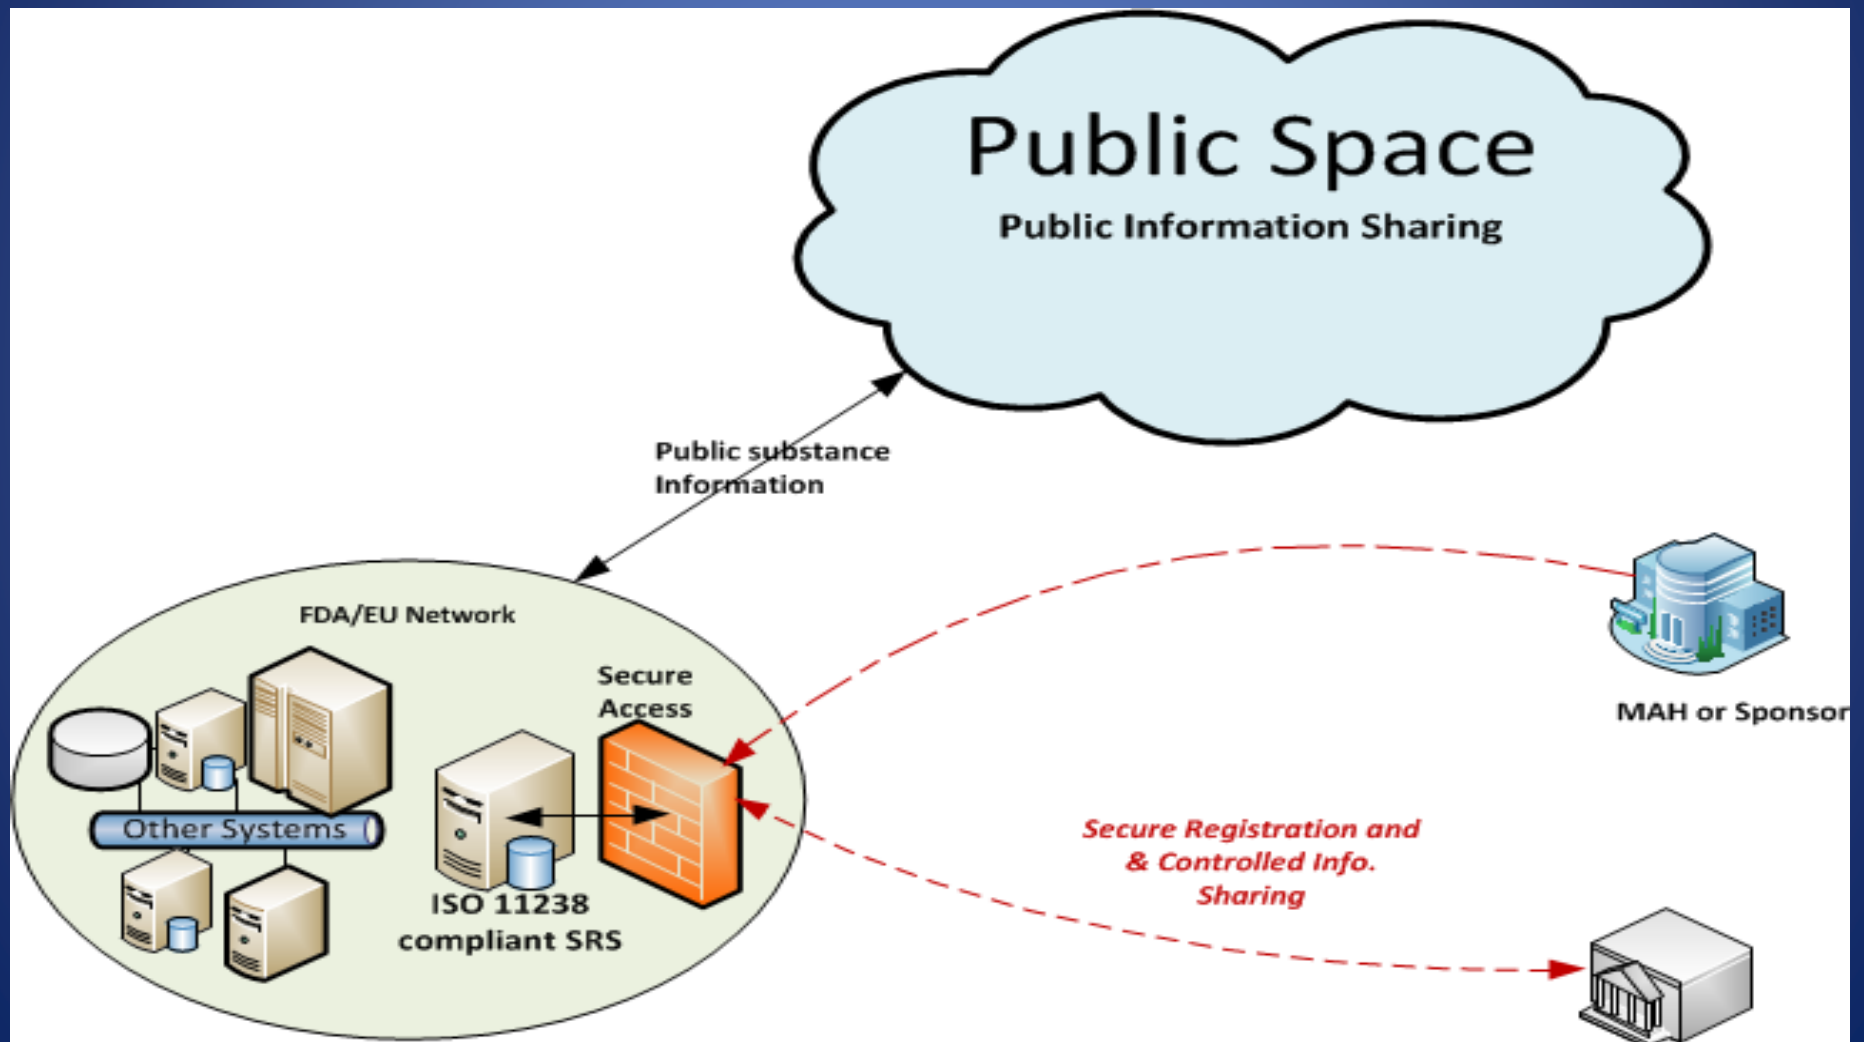 Public Space
Public Information Sharing
Public substance
Information
FDA/EU Network
Secure
Access
MAH or Sponsor
Other Systems
Secure Registration and
& Controlled Info.
Sharing
ISO 11238
compliant SRS